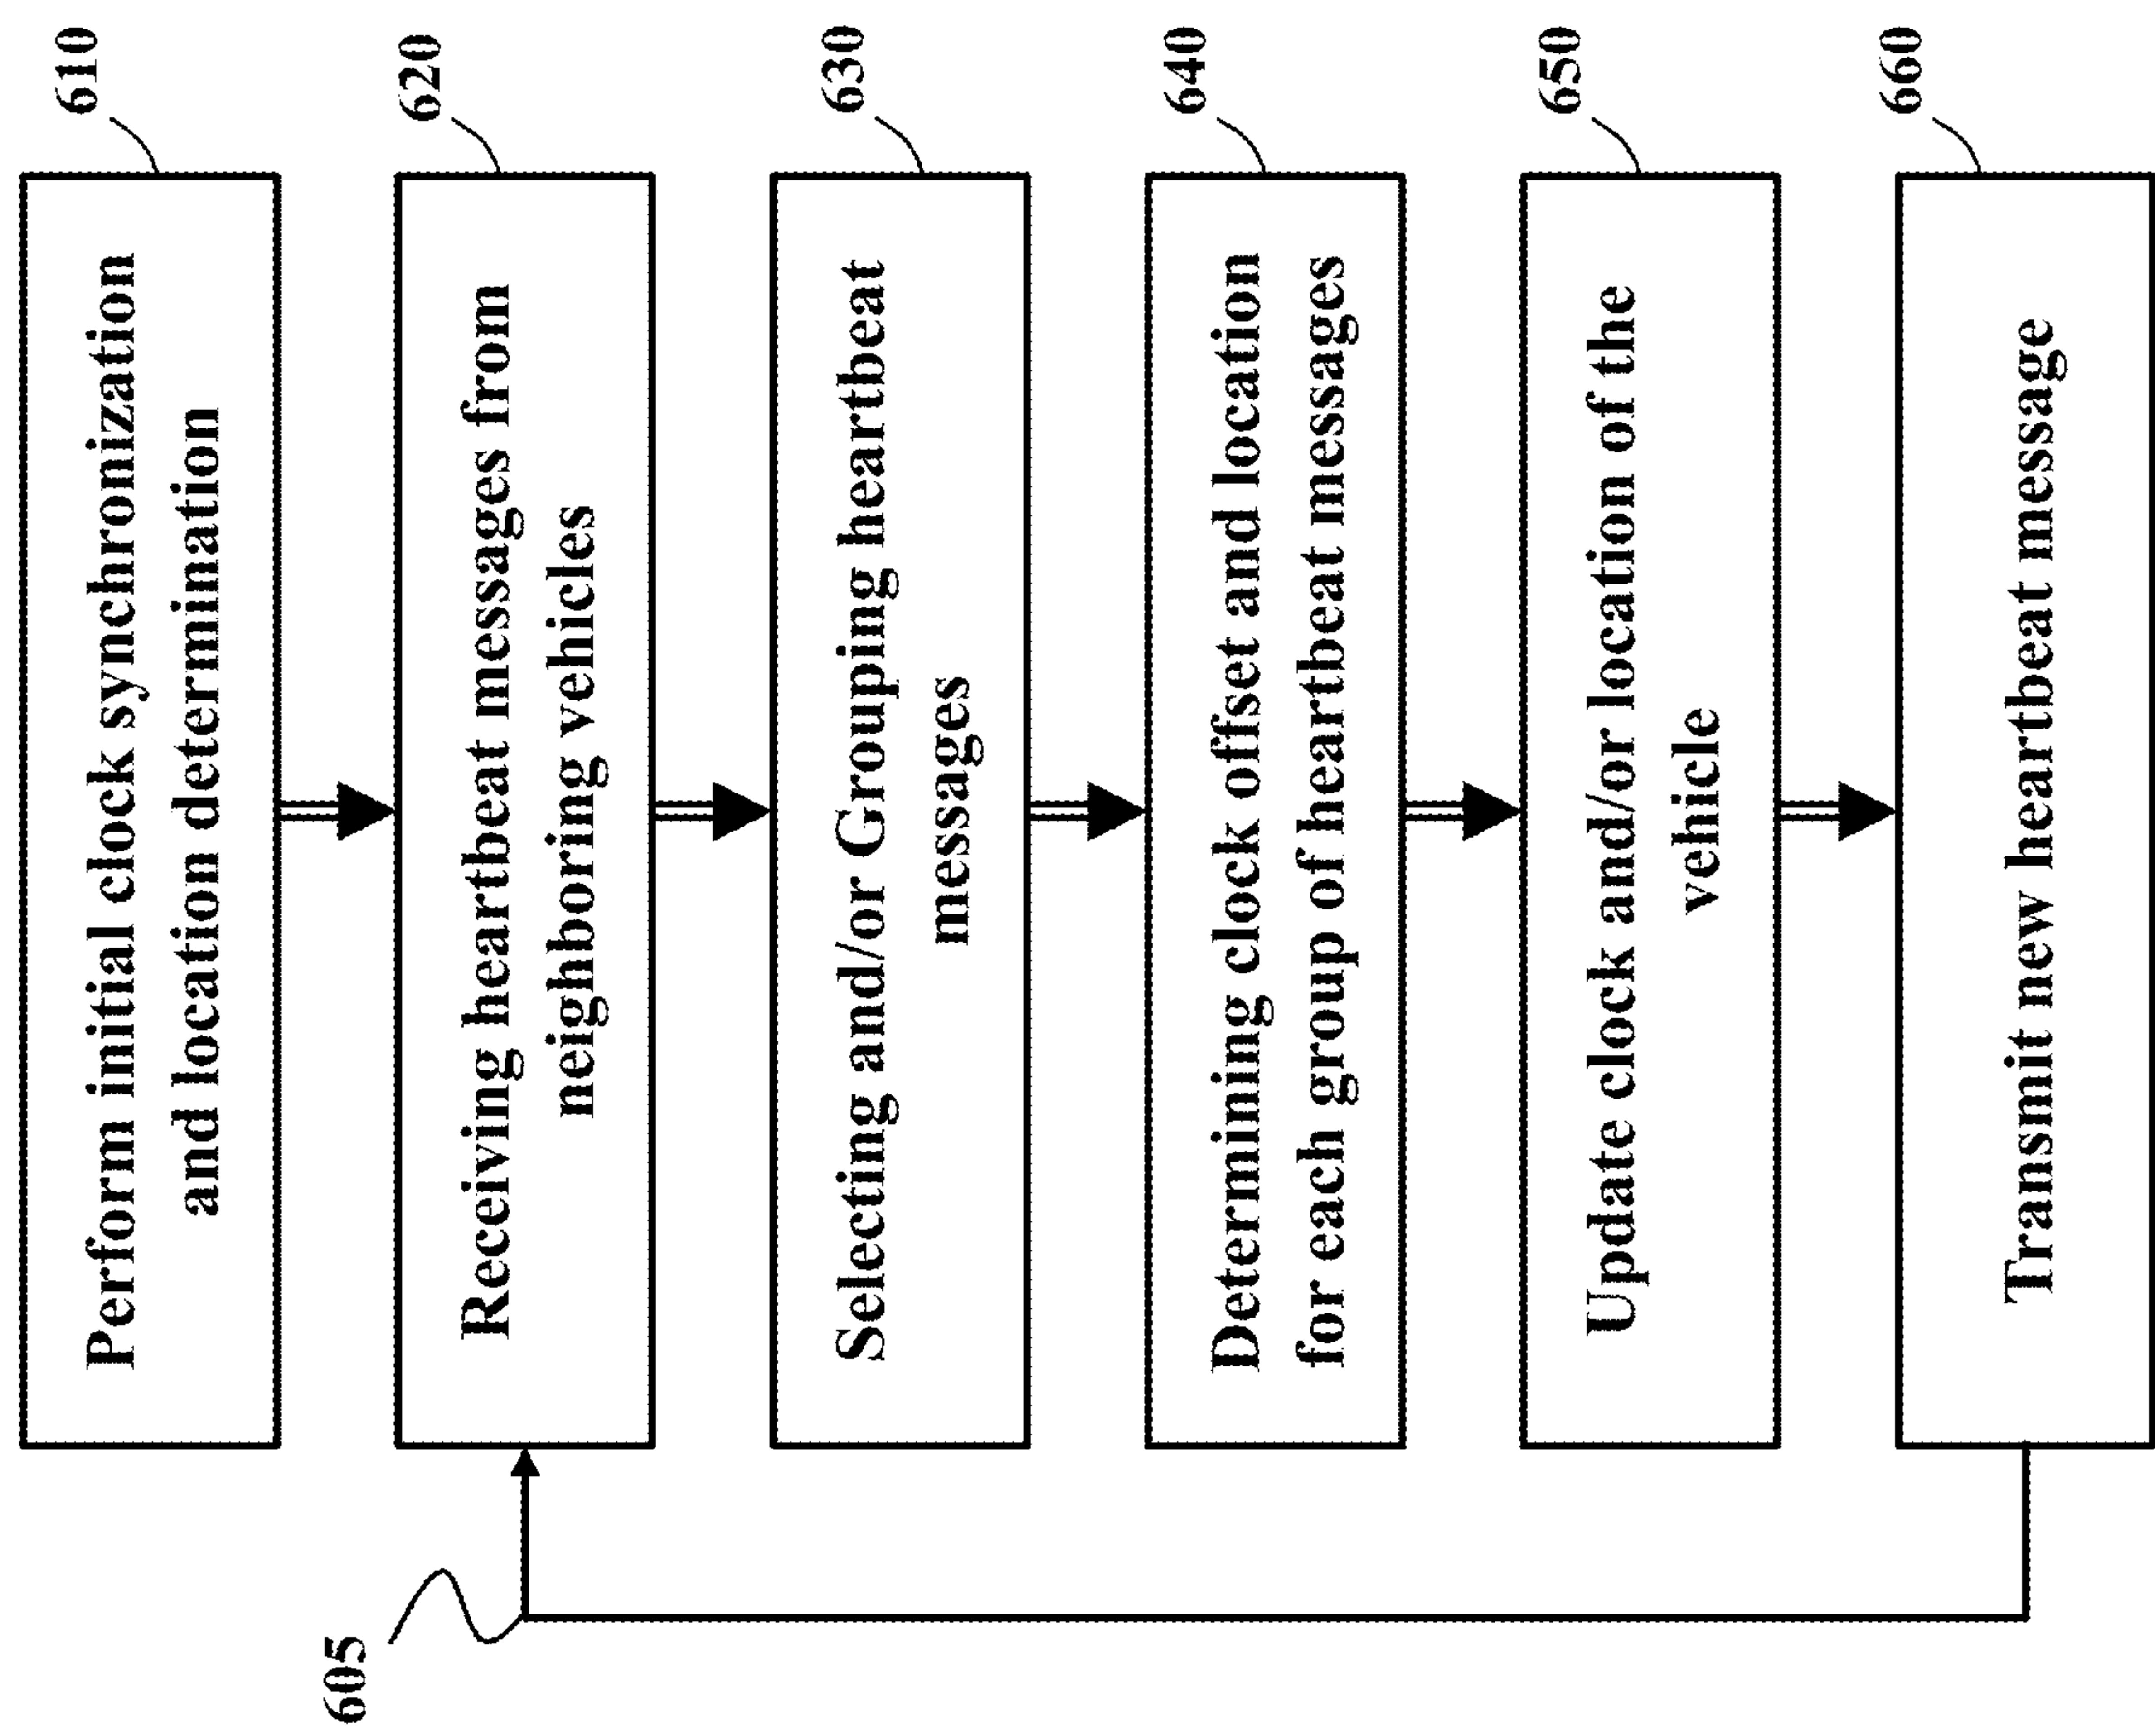 610
Perform initial clock synchronization
and location determination
620
Receiving heartbeat messages from
neighboring vehicles
630
Selecting and/or Grouping heartbeat
messages
640
Determining clock offset and location
for each group of heartbeat messages
650
Update clock and/or location of the
vehicle
660
Transmit new heartbeat message
605